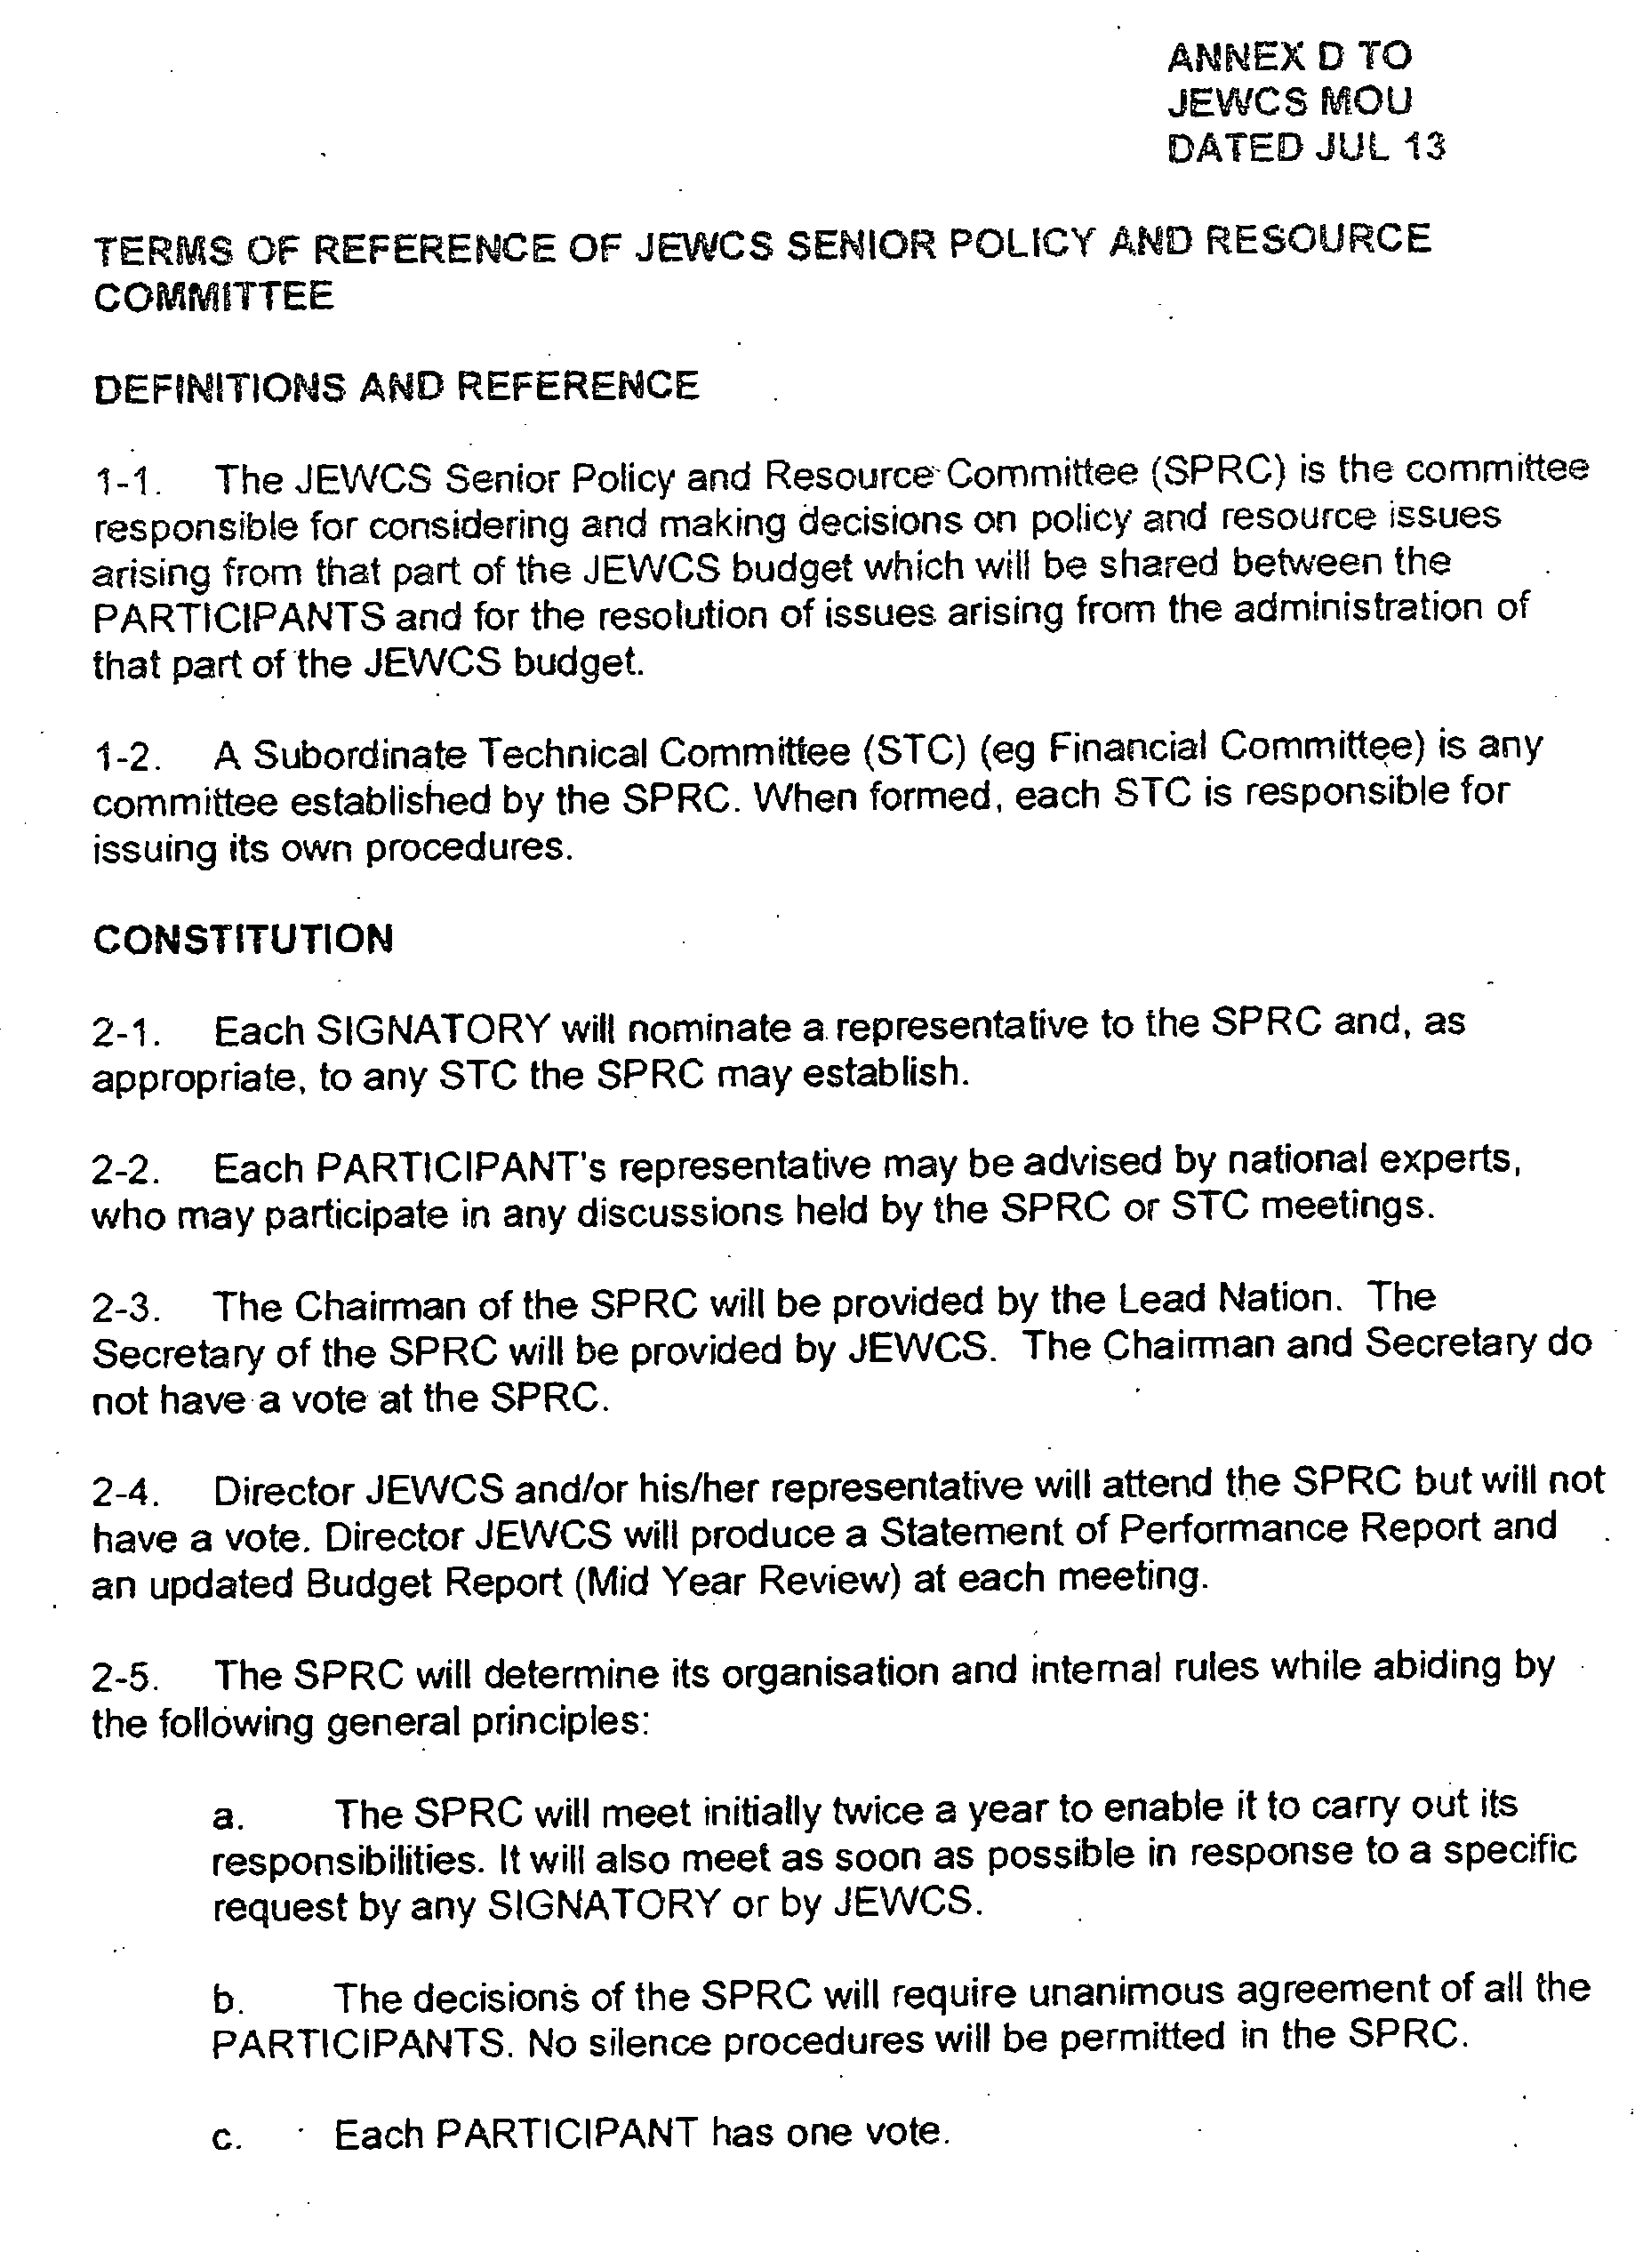 ANNEX D TO
JEWCS MOU
DATED JUL 13
TERMS OF REFERENCE OF JEWCS SENIOR POLICY AND RESOURCE
COMMITTEE
DEFINITIONS AND REFERENCE
1-1. The JEWCS Senior Policy and Resource Committee (SPRC) is the committee
responsible for considering and making decisions on policy and resource issues
arising from that part of the JEWCS budget which will be shared between the
PARTICIPANTS and for the resolution of issues arising from the administration of
that part of the JEWCS budget.
1-2. A Subordinate Technical Committee (STC) (eg Financial Committee) is any
committee established by the SPRC. When formed, each STC is responsible for
issuing its own procedures.
CONSTITUTION
2-1. Each SIGNATORY will nominate a representative to the SPRC and, as
appropriate, to any STC the SPRC may establish.
2-2. Each PARTICIPANT's representative may be advised by national experts,
who may participate in any discussions held by the SPRC or STC meetings.
2-3. The Chairman of the SPRC will be provided by the Lead Nation. The
Secretary of the SPRC will be provided by JEWCS. The Chairman and Secretary do
not have a vote at the SPRC.
2-4. Director JEWCS and/or his/her representative will attend the SPRC but will not
have a vote. Director JEWCS will produce a Statement of Performance Report and
an updated Budget Report (Mid Year Review) at each meeting.
2-5. The SPRC will determine its organisation and internal rules while abiding by
the following general principles:
a. The SPRC will meet initially twice a year to enable it to carry out its
responsibilities. It will also meet as soon as possible in response to a specific
request by any SIGNATORY or by JEWCS.
b. The decisions of the SPRC will require unanimous agreement of all the
PARTICIPANTS. No silence procedures will be permitted in the SPRC.
c. Each PARTICIPANT has one vote.